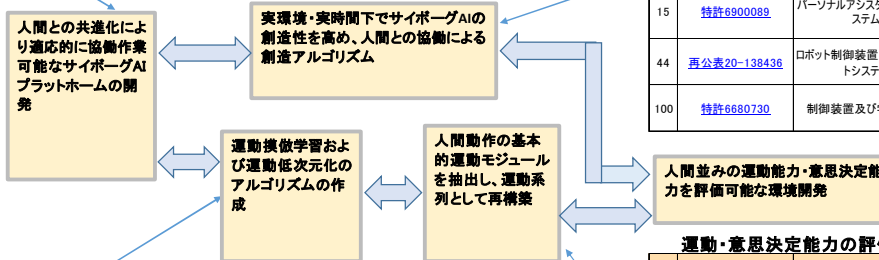 人間との共進化によ
り適応的に協働作業
可能なサイボーグAI
プラットホームの開
発
実環境・実時間下でサイボーグAIの
創造性を高め、人間との協働による
創造アルゴリズム
運動摸倣学習およ
び運動低次元化の
アルゴリズムの作
成
人間動作の基本
的運動モジュール
を抽出し、運動系
列として再構築
15 特許6900089 パーソナルアシスタ
ステム
44 再公表20-138436 ロボット制御装置
トシステ
100 特許6680730 制御装置及び
人間並みの運動能力・意思決定能
力を評価可能な環境開発
運動・意思決定能力の評